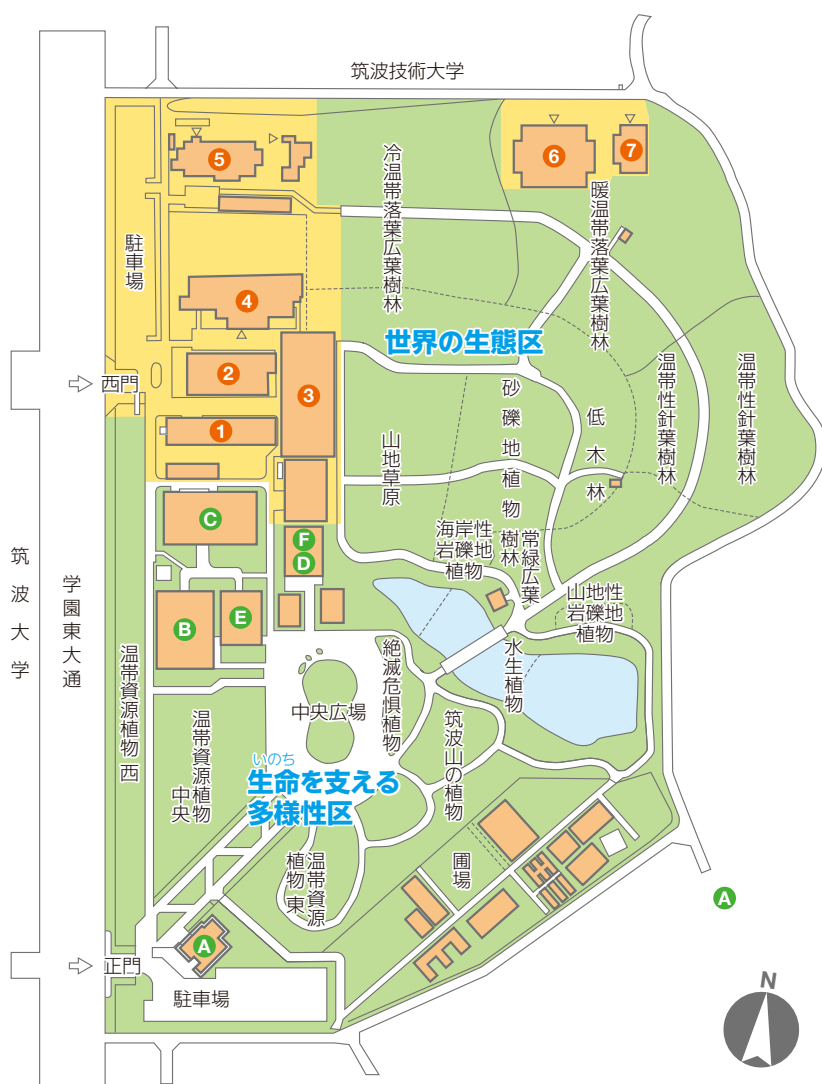 筑波技術大学
5
6
7
冷温帯落葉広葉樹林
暖温帯落葉広葉樹林
駐車場
4
世界の生態区
西門
2
3
1
砂礫地植物
低木林
温帯性針葉樹林
温帯性針葉樹林
山地草原
C
F
D
海岸性
岩礫地
植物
常緑広葉
樹林
山地性
岩礫地
植物
B
E
筑波大学
学園東大通
温帯資源植物 西
絶滅危惧植物
水生植物
中央広場
温帯資源植物
中央
筑波山の植物
いのち
生命を支える
多様性区
温帯資源
植物 東
圃場
A
A
正門
駐車場
N